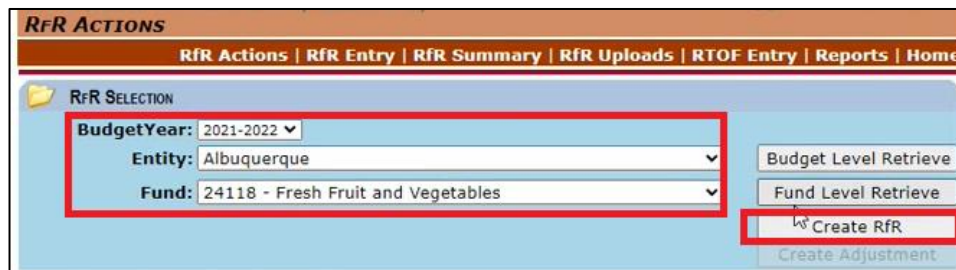 RFR ACTIONS
RfR Actions | RfR Entry | RfR Summary | RfR Uploads | RTOF Entry | Reports | Home
RFR SELECTION
BudgetYear: 2021-2022
Entity: Albuquerque
Budget Level Retrieve
Fund: 24118 - Fresh Fruit and Vegetables
Fund Level Retrieve
Create RfR
Create Adjustment